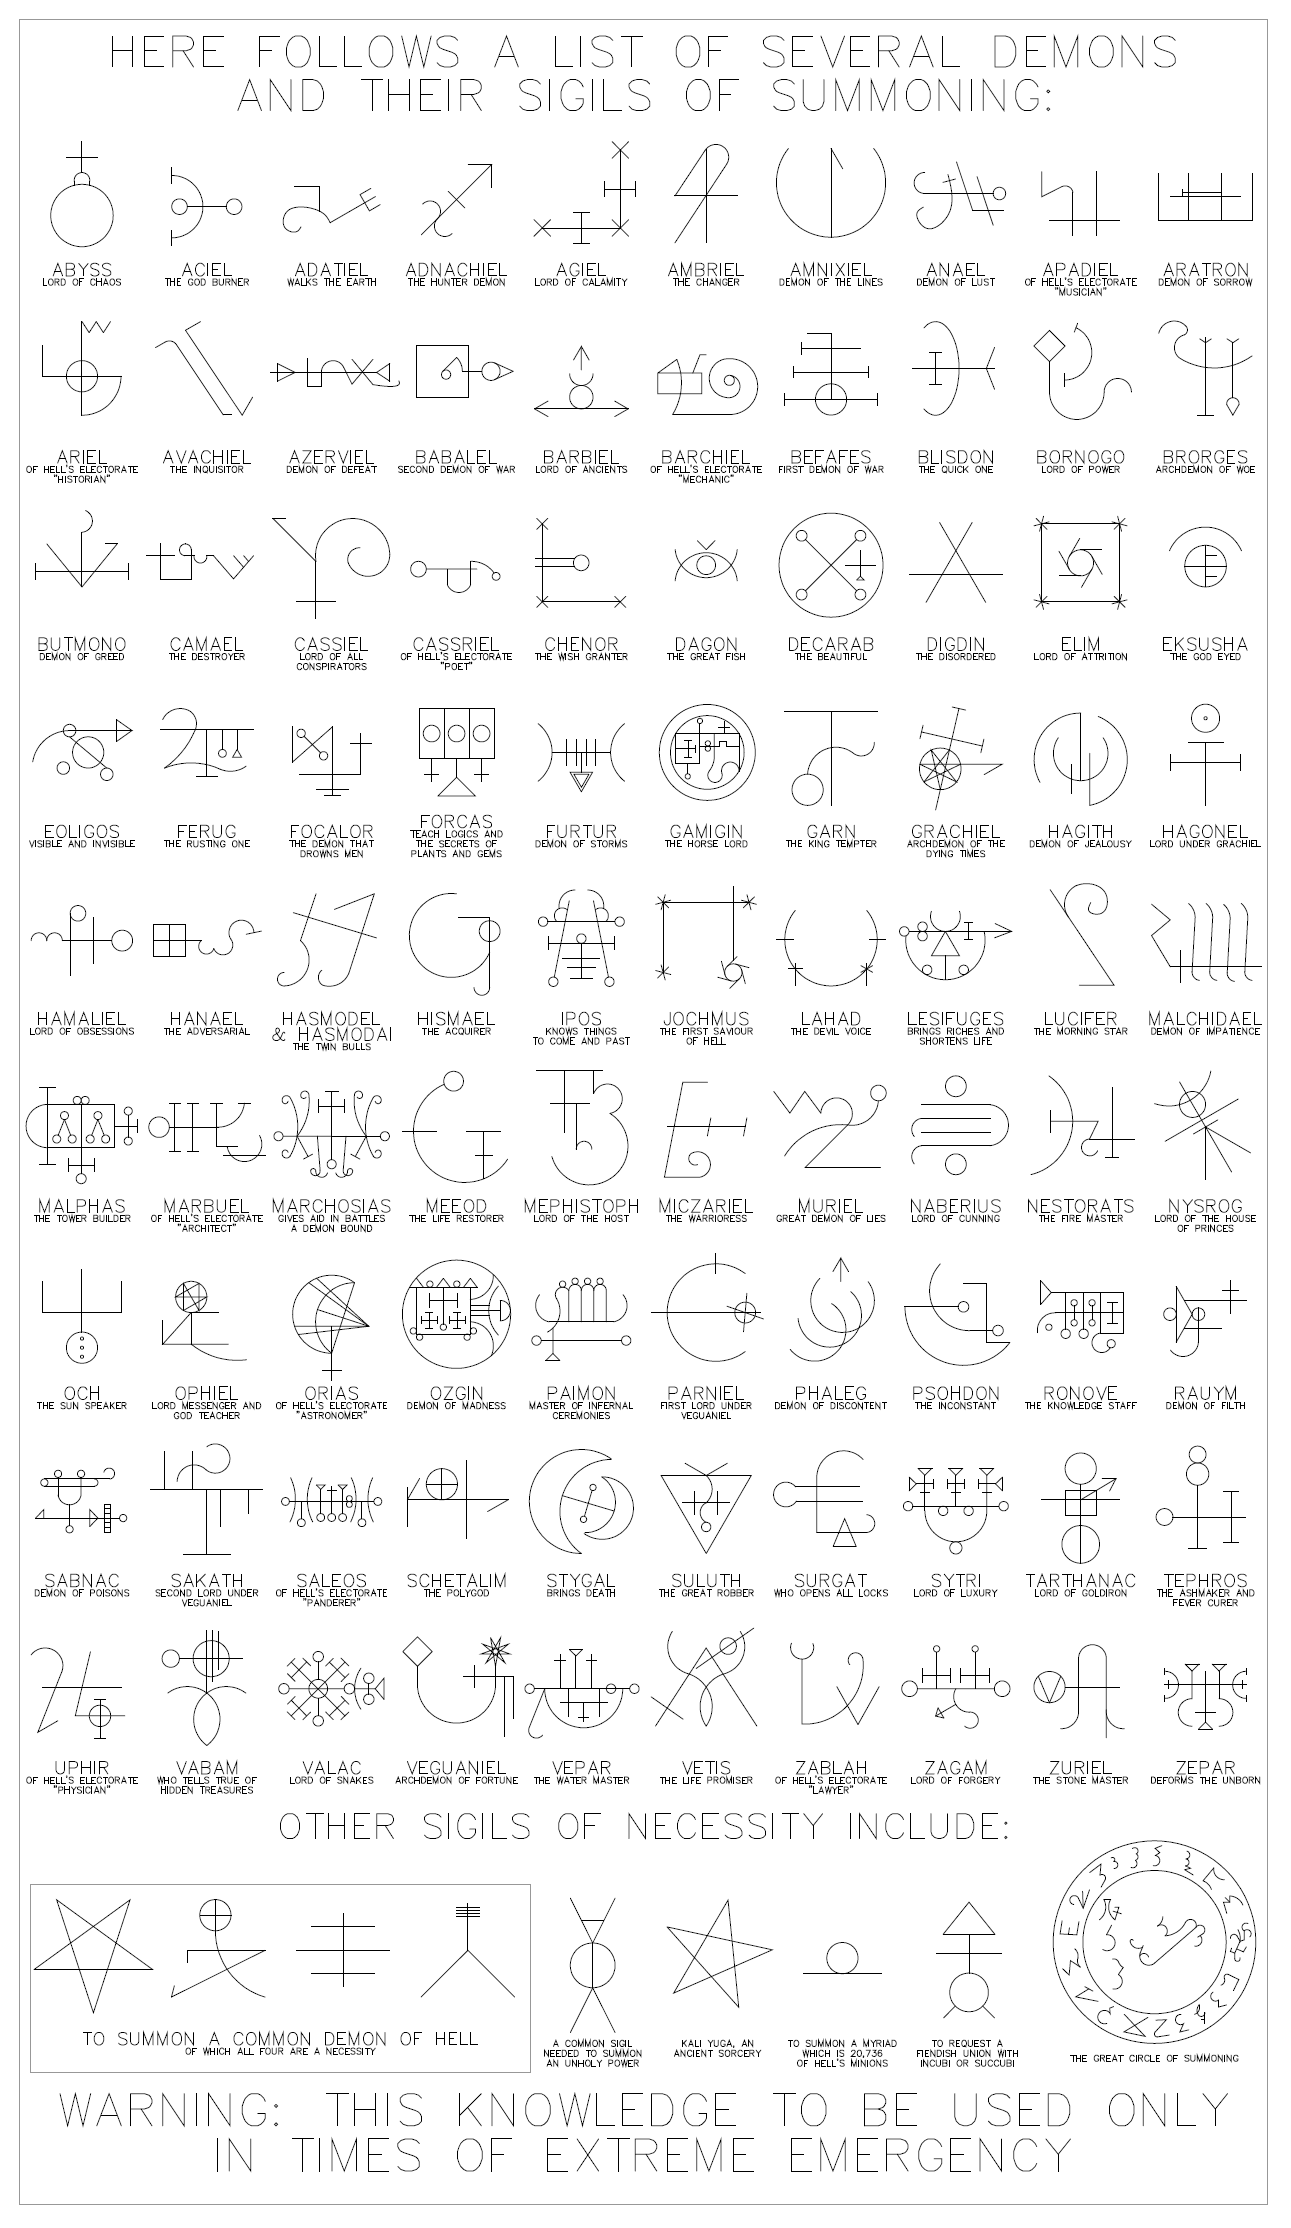 HERE FOLLOWS A LIST OF SEVERAL DEMONS
AND THEIR SIGILS OF SUMMONING:
ABYSS
LORD OF CHAOS
ACIEL
THE GOD BURNER
ADATIEL
WALKS THE EARTH
ADNACHIEL
THE HUNTER DEMON
AGIEL
LORD OF CALAMITY
AMBRIEL
THE CHANGER
AMNIXIEL
DEMON OF THE LINES
ANAEL
DEMON OF LUST
APADIEL
OF HELL'S ELECTORATE
"MUSICIAN"
ARATRON
DEMON OF SORROW
ARIEL
OF HELL'S ELECTORATE
"HISTORIAN"
AVACHIEL
THE INQUISITOR
AZERVIEL
DEMON OF DEFEAT
BABALEL
SECOND DEMON OF WAR
BARBIEL
LORD OF ANCIENTS
BARCHIEL
OF HELL'S ELECTORATE
"MECHANIC"
BEFAFES
FIRST DEMON OF WAR
BLISDON
THE QUICK ONE
BORNOGO
LORD OF POWER
BRORGES
ARCHDEMON OF WOE
BUTMONO
DEMON OF GREED
CAMAEL
THE DESTROYER
CASSIEL
LORD OF ALL
CONSPIRATORS
CASSRIEL
OF HELL'S ELECTORATE
"POET"
CHENOR
THE WISH GRANTER
DAGON
THE GREAT FISH
DECARAB
THE BEAUTIFUL
DIGDIN
THE DISORDERED
ELIM
LORD OF ATTRITION
EKSUSHA
THE GOD EYED
EOLIGOS
VISIBLE AND INVISIBLE
FERUG
THE RUSTING ONE
FOCALOR
THE DEMON THAT
DROWNS MEN
FORCAS
TEACH LOGICS AND
THE SECRETS OF
PLANTS AND GEMS
FURTUR
DEMON OF STORMS
GAMIGIN
THE HORSE LORD
GARN
THE KING TEMPTER
GRACHIEL
ARCHDEMON OF THE
DYING TIMES
HAGITH
DEMON OF JEALOUSY
HAGONEL
LORD UNDER GRACHIEL
HAMALIEL
LORD OF OBSESSIONS
HANAEL
THE ADVERSARIAL
HASMODEL
& HASMODAI
THE TWIN BULLS
HISMAEL
THE ACQUIRER
IPOS
KNOWS THINGS
TO COME AND PAST
JOCHMUS
THE FIRST SAVIOUR
OF HELL
LAHAD
THE DEVIL VOICE
LESIFUGES
BRINGS RICHES AND
SHORTENS LIFE
LUCIFER
THE MORNING STAR
MALCHIDAEL
DEMON OF IMPATIENCE
MALPHAS
THE TOWER BUILDER
MARBUEL
OF HELL'S ELECTORATE
"ARCHITECT"
MARCHOSIAS
GIVES AID IN BATTLES
A DEMON BOUND
MEEOD
THE LIFE RESTORER
MEPHISTOPH
LORD OF THE HOST
MICZARIEL
THE WARRIORESS
MURIEL
GREAT DEMON OF LIES
NABERIUS
LORD OF CUNNING
NESTORATS
THE FIRE MASTER
NYSROG
LORD OF THE HOUSE
OF PRINCES
OCH
THE SUN SPEAKER
OPHIEL
LORD MESSENGER AND
GOD TEACHER
ORIAS
OF HELL'S ELECTORATE
"ASTRONOMER"
OZGIN
DEMON OF MADNESS
PAIMON
MASTER OF INFERNAL
CEREMONIES
PARNIEL
FIRST LORD UNDER
VEGUANIEL
PHALEG
DEMON OF DISCONTENT
PSOHDON
THE INCONSTANT
RONOVE
THE KNOWLEDGE STAFF
RAUYM
DEMON OF FILTH
SABNAC
DEMON OF POISONS
SAKATH
SECOND LORD UNDER
VEGUANIEL
SALEOS
OF HELL'S ELECTORATE
"PANDERER"
SCHETALIM
THE POLYGOD
STYGAL
BRINGS DEATH
SULUTH
THE GREAT ROBBER
SURGAT
WHO OPENS ALL LOCKS
SYTRI
LORD OF LUXURY
TARTHANAC
LORD OF GOLDIRON
TEPHROS
THE ASHMAKER AND
FEVER CURER
UPHIR
OF HELL'S ELECTORATE
"PHYSICIAN"
VABAM
WHO TELLS TRUE OF
HIDDEN TREASURES
VALAC
LORD OF SNAKES
VEGUANIEL
ARCHDEMON OF FORTUNE
VEPAR
THE WATER MASTER
VETIS
THE LIFE PROMISER
ZABLAH
OF HELL'S ELECTORATE
"LAWYER"
ZAGAM
LORD OF FORGERY
ZURIEL
THE STONE MASTER
ZEPAR
DEFORMS THE UNBORN
OTHER SIGILS OF NECESSITY INCLUDE:
TO SUMMON A COMMON DEMON OF HELL
OF WHICH ALL FOUR ARE A NECESSITY
A COMMON SIGIL
NEEDED TO SUMMON
AN UNHOLY POWER
KALI YUGA, AN
ANCIENT SORCERY
TO SUMMON A MYRIAD
WHICH IS 20,736
OF HELL'S MINIONS
TO REQUEST A
FIENDISH UNION WITH
INCUBI OR SUCCUBI
THE GREAT CIRCLE OF SUMMONING
WARNING: THIS KNOWLEDGE TO BE USED ONLY
IN TIMES OF EXTREME EMERGENCY